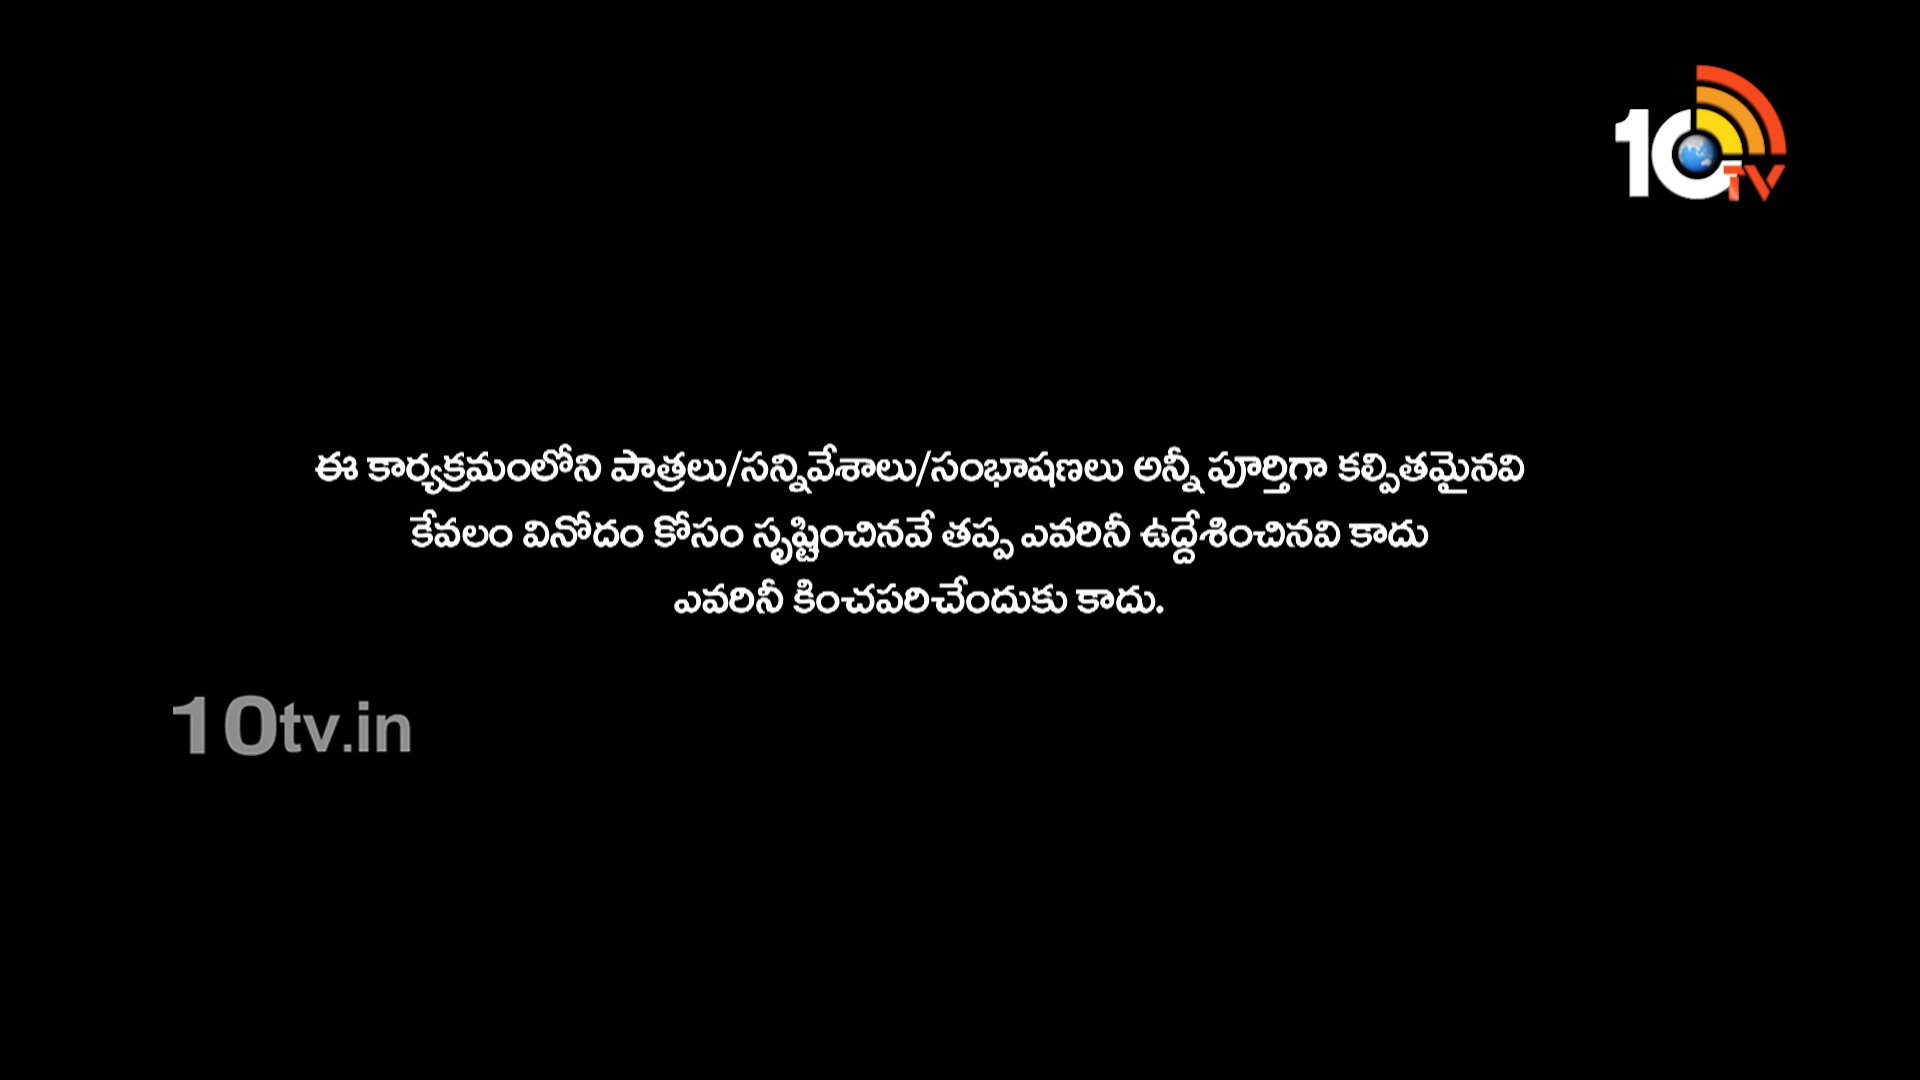 10TV
ఈ కార్యక్రమంలోని పాత్రలు/సన్నివేశాలు/సంభాషణలు అన్నీ పూర్తిగా కల్పితమైనవి
కేవలం వినోదం కోసం సృష్టించినవే తప్ప ఎవరినీ ఉద్దేశించినవి కాదు
ఎవరినీ కించపరిచేందుకు కాదు.
10tv.in